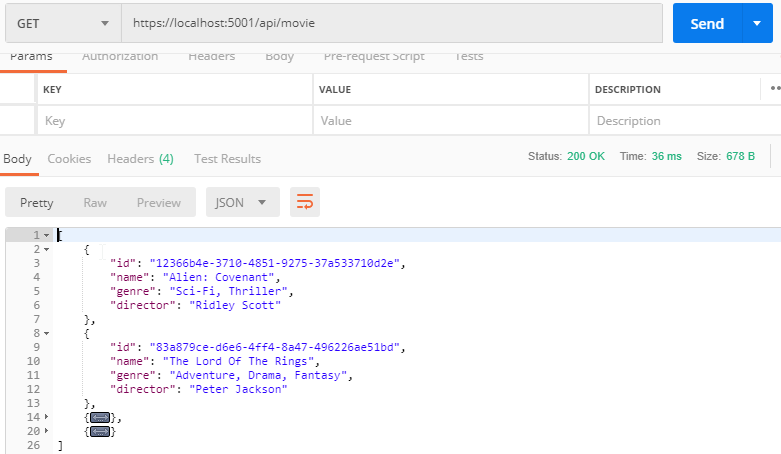 GET https://localhost:5001/api/movie Send
Params Authorization Headers Body Pre-request Script Tests
KEY VALUE DESCRIPTION
Key Value Description
Body Cookies Headers (4) Test Results Status: 200 OK Time: 36 ms Size: 678 B
Pretty Raw Preview JSON
1 [
2 {
3 "id": "12366b4e-3710-4851-9275-37a533710d2e",
4 "name": "Alien: Covenant",
5 "genre": "Sci-Fi, Thriller",
6 "director": "Ridley Scott"
7 },
8 {
9 "id": "83a879ce-d6e6-4ff4-8a47-496226ae51bd",
10 "name": "The Lord Of The Rings",
11 "genre": "Adventure, Drama, Fantasy",
12 "director": "Peter Jackson"
13 },
14 {},
20 {}
26 ]